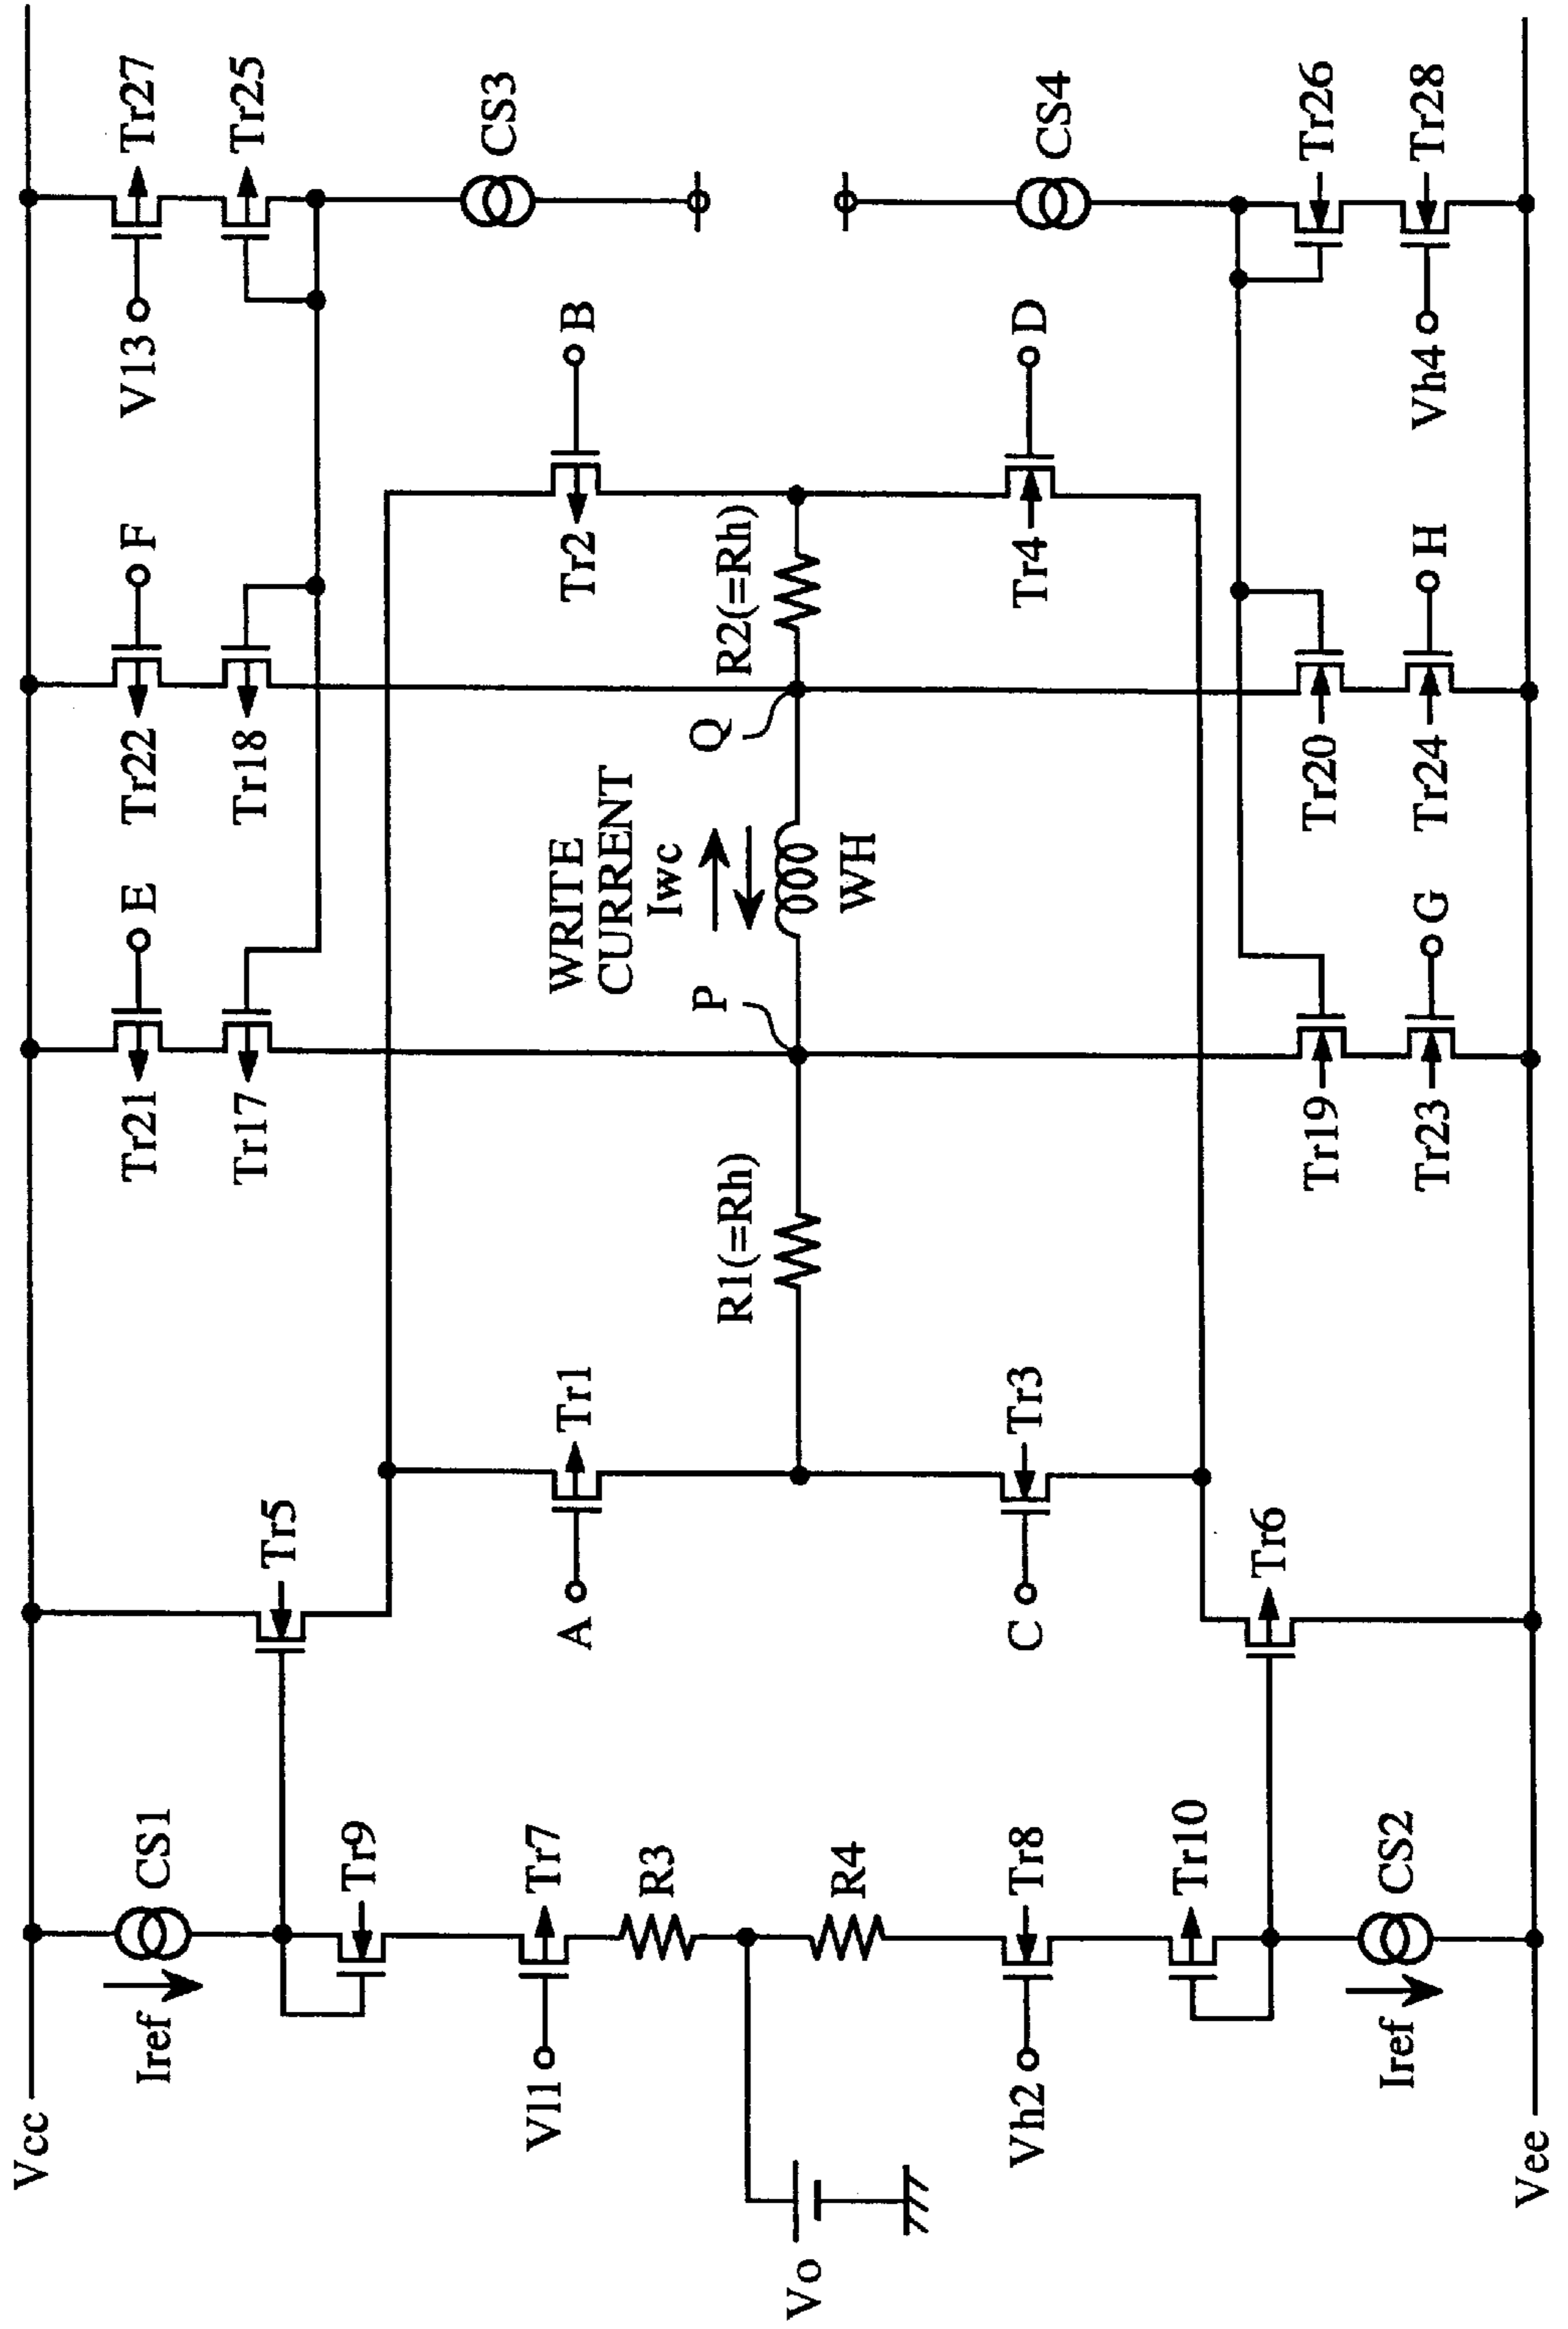 Vcc
Iref
CS1
Tr21
E
Tr22
F
V13
Tr27
Tr5
Tr17
Tr18
Tr25
Tr9
CS3
V11
Tr7
A
Tr1
WRITE
CURRENT
Iwc
Tr2
B
R3
R1(=Rh)
P
Q
R2(=Rh)
Vo
R4
WH
Vh2
Tr8
C
Tr3
Tr4
D
CS4
Tr10
Tr6
Tr19
Tr20
Tr26
Iref
CS2
Tr23
G
Tr24
H
Vh4
Tr28
Vee